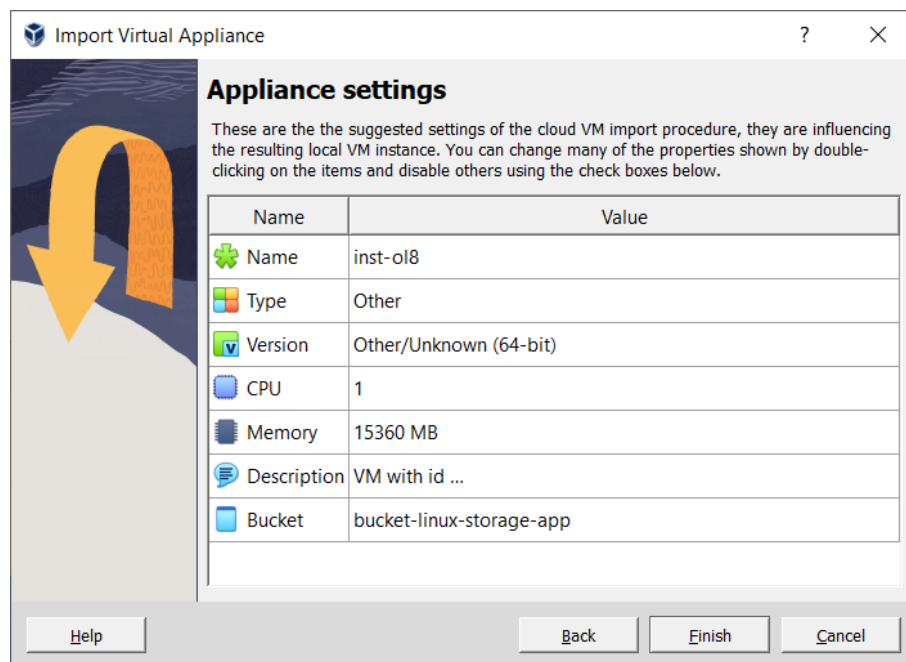 Import Virtual Appliance
?
Appliance settings
These are the the suggested settings of the cloud VM import procedure, they are influencing
the resulting local VM instance. You can change many of the properties shown by double-
clicking on the items and disable others using the check boxes below.
Name Value
Name inst-ol8
Type Other
V
Version Other/Unknown (64-bit)
CPU 1
Memory 15360 MB
Description VM with id ...
Bucket bucket-linux-storage-app
Help Back Finish Cancel